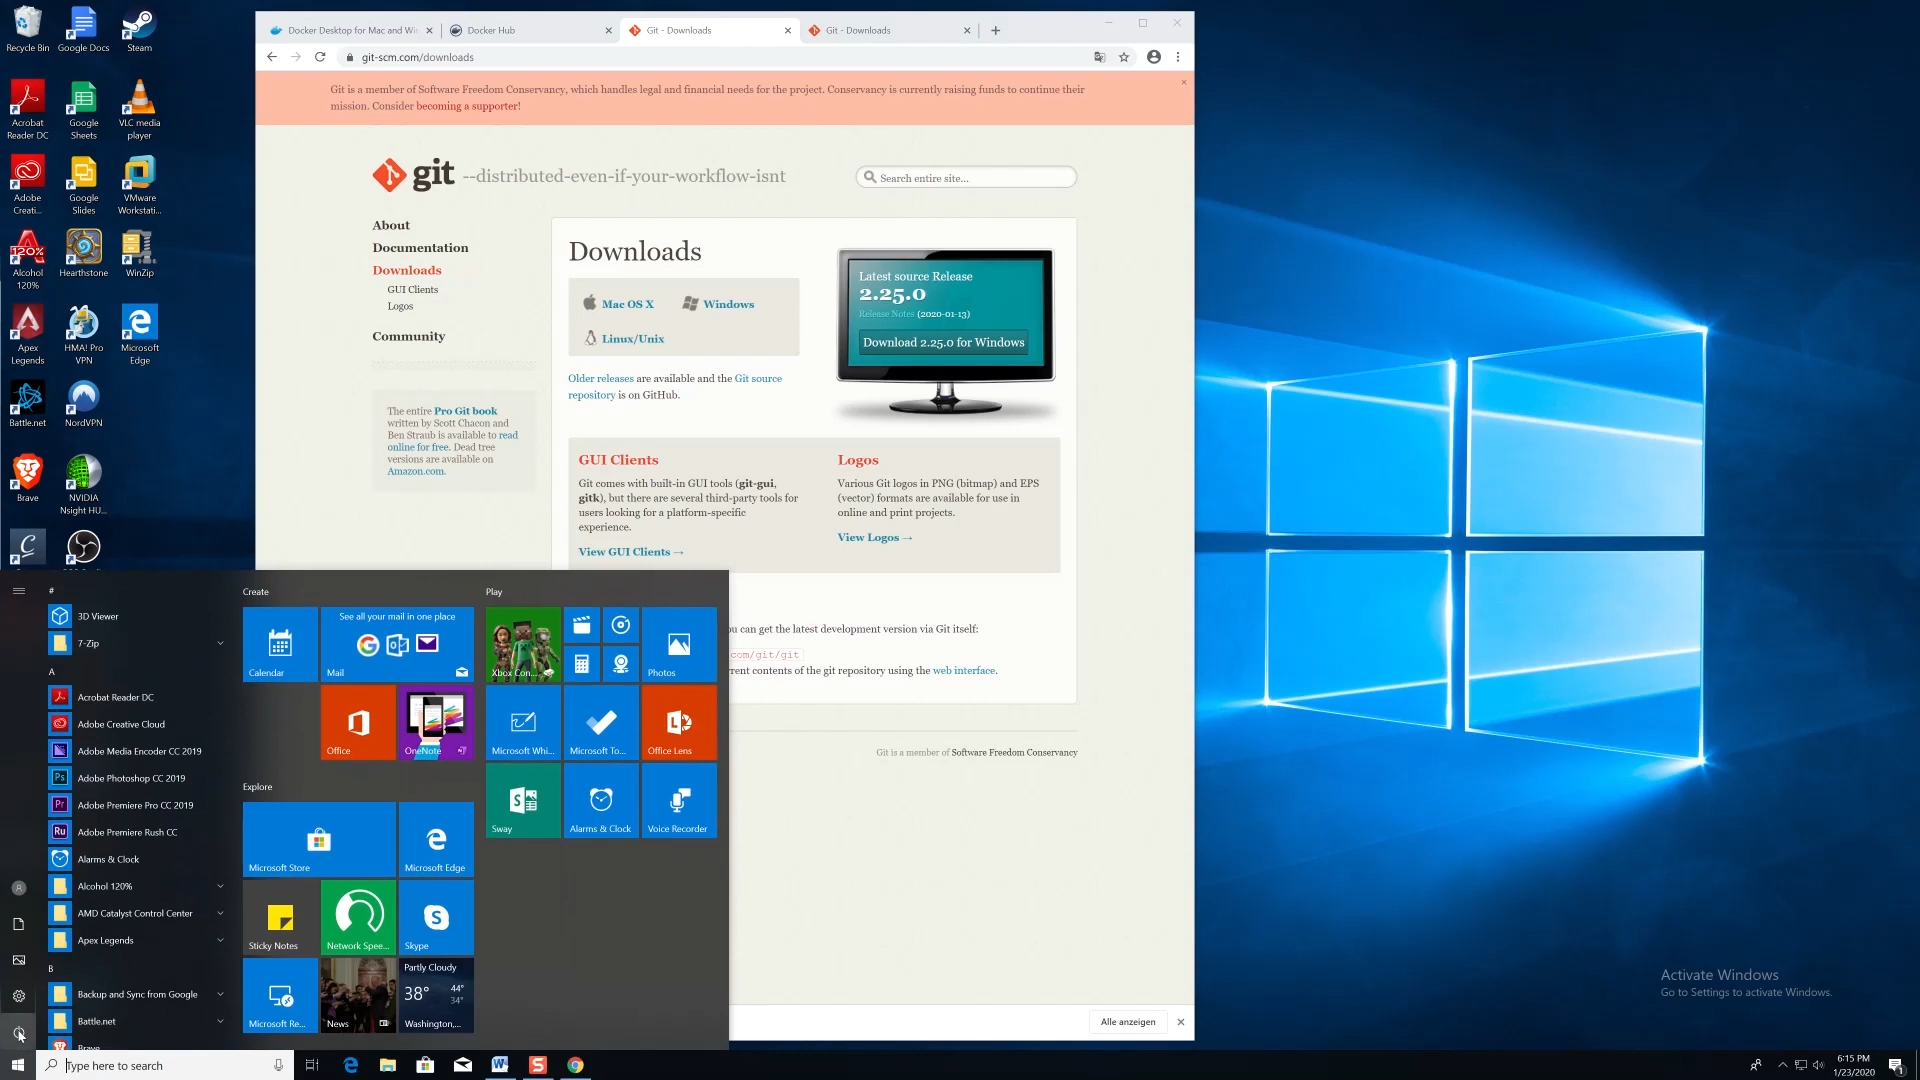 Recycle Bin
Google Docs
Steam
Acrobat
Reader DC
Google
Sheets
VLC media
player
Adobe
Creati...
Google
Slides
VMware
Workstati...
Alcohol
120%
Hearthstone
WinZip
Apex
Legends
HMA! Pro
VPN
Microsoft
Edge
Battle.net
NordVPN
Brave
NVIDIA
Nsight HU...
Docker Desktop for Mac and Wi
Docker Hub
Git - Downloads
Git - Downloads
git-scm.com/downloads
Git is a member of Software Freedom Conservancy, which handles legal and financial needs for the project. Conservancy is currently raising funds to continue their
mission. Consider becoming a supporter!
git --distributed-even-if-your-workflow-isnt
Search entire site...
About
Documentation
Downloads
GUI Clients
Logos
Community
The entire Pro Git book
written by Scott Chacon and
Ben Straub is available to read
online for free. Dead tree
versions are available on
Amazon.com.
Downloads
Mac OS X
Windows
Linux/Unix
Older releases are available and the Git source
repository is on GitHub.
Latest source Release
2.25.0
Release Notes (2020-01-13)
Download 2.25.0 for Windows
GUI Clients
Git comes with built-in GUI tools (git-gui,
gitk), but there are several third-party tools for
users looking for a platform-specific
experience.
View GUI Clients →
Logos
Various Git logos in PNG (bitmap) and EPS
(vector) formats are available for use in
online and print projects.
View Logos →
ou can get the latest development version via Git itself:
com/git/git
rent contents of the git repository using the web interface.
Git is a member of Software Freedom Conservancy
Alle anzeigen
#
3D Viewer
7-Zip
A
Acrobat Reader DC
Adobe Creative Cloud
Adobe Media Encoder CC 2019
Adobe Photoshop CC 2019
Adobe Premiere Pro CC 2019
Adobe Premiere Rush CC
Alarms & Clock
Alcohol 120%
AMD Catalyst Control Center
Apex Legends
B
Backup and Sync from Google
Battle.net
Brave
Create
Calendar
See all your mail in one place
Mail
Office
OneNote
Explore
Microsoft Store
Microsoft Edge
Sticky Notes
Network Spee...
Skype
Microsoft Re...
News
Partly Cloudy
38°
44°
34°
Washington,...
Play
Xbox Con...
Photos
Microsoft Whi...
Microsoft To...
Office Lens
Sway
Alarms & Clock
Voice Recorder
Activate Windows
Go to Settings to activate Windows.
Type here to search
6:15 PM
1/23/2020